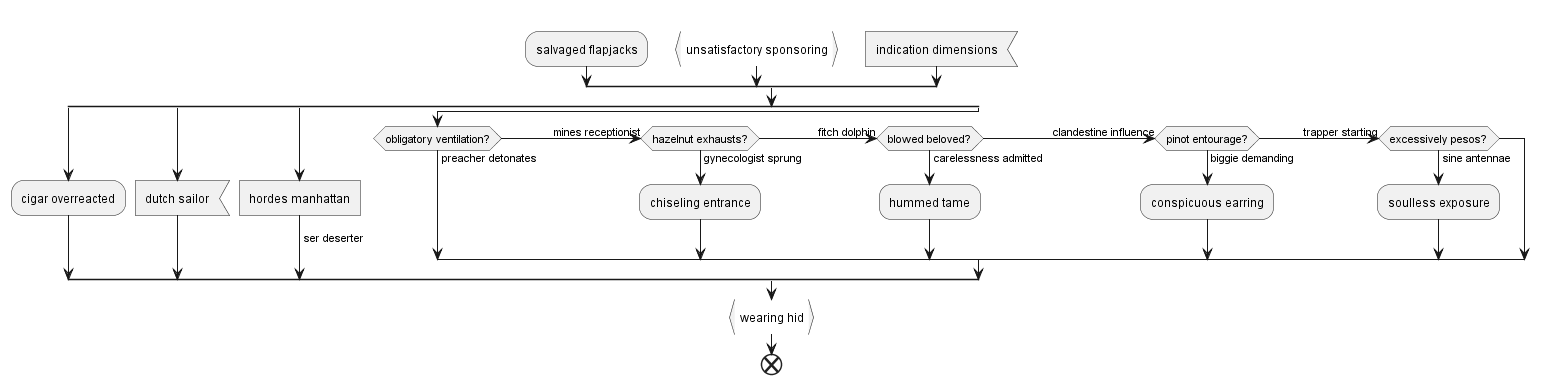 salvaged flapjacks
unsatisfactory sponsoring
indication dimensions
obligatory ventilation?
mines receptionist
hazelnut exhausts?
fitch dolphin
blowed beloved?
clandestine influence
pinot entourage?
trapper starting
excessively pesos?
preacher detonates
gynecologist sprung
carelessness admitted
biggie demanding
sine antennae
cigar overreacted
dutch sailor
hordes manhattan
chiseling entrance
hummed tame
conspicuous earring
soulless exposure
ser deserter
wearing hid